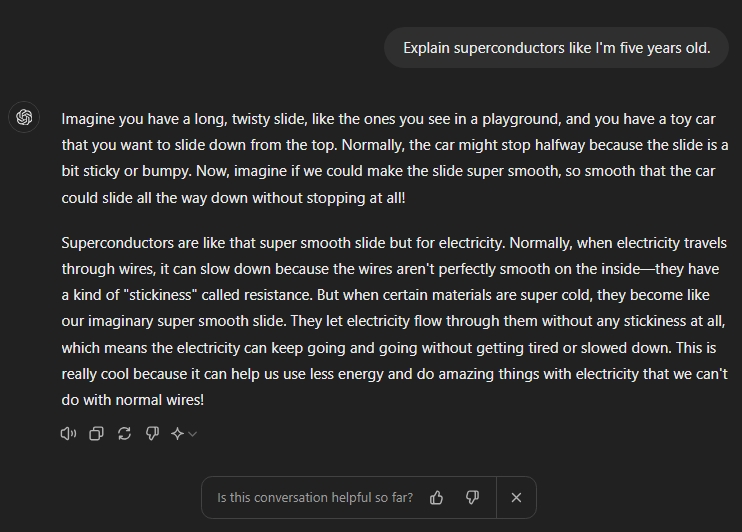 Explain superconductors like I'm five years old.
Imagine you have a long, twisty slide, like the ones you see in a playground, and you have a toy car
that you want to slide down from the top. Normally, the car might stop halfway because the slide is a
bit sticky or bumpy. Now, imagine if we could make the slide super smooth, so smooth that the car
could slide all the way down without stopping at all!
Superconductors are like that super smooth slide but for electricity. Normally, when electricity travels
through wires, it can slow down because the wires aren't perfectly smooth on the inside—they have
a kind of "stickiness" called resistance. But when certain materials are super cold, they become like
our imaginary super smooth slide. They let electricity flow through them without any stickiness at all,
which means the electricity can keep going and going without getting tired or slowed down. This is
really cool because it can help us use less energy and do amazing things with electricity that we can't
do with normal wires!
Is this conversation helpful so far?